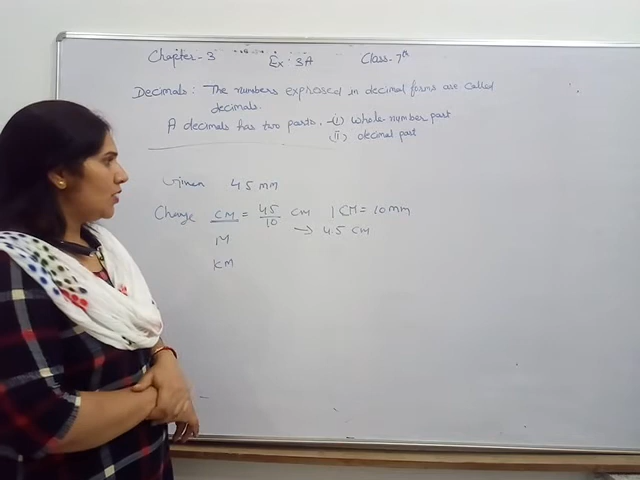 Chapter-3 Ex. 3A Class-7th
Decimals: The numbers expressed in decimal forms are called
decimals.
A decimals has two parts. -(I) whole number part
(II) decimal part
Given 45 mm
Change CM = 45/10 CM 1 CM = 10 mm
→ 4.5 CM
M
KM